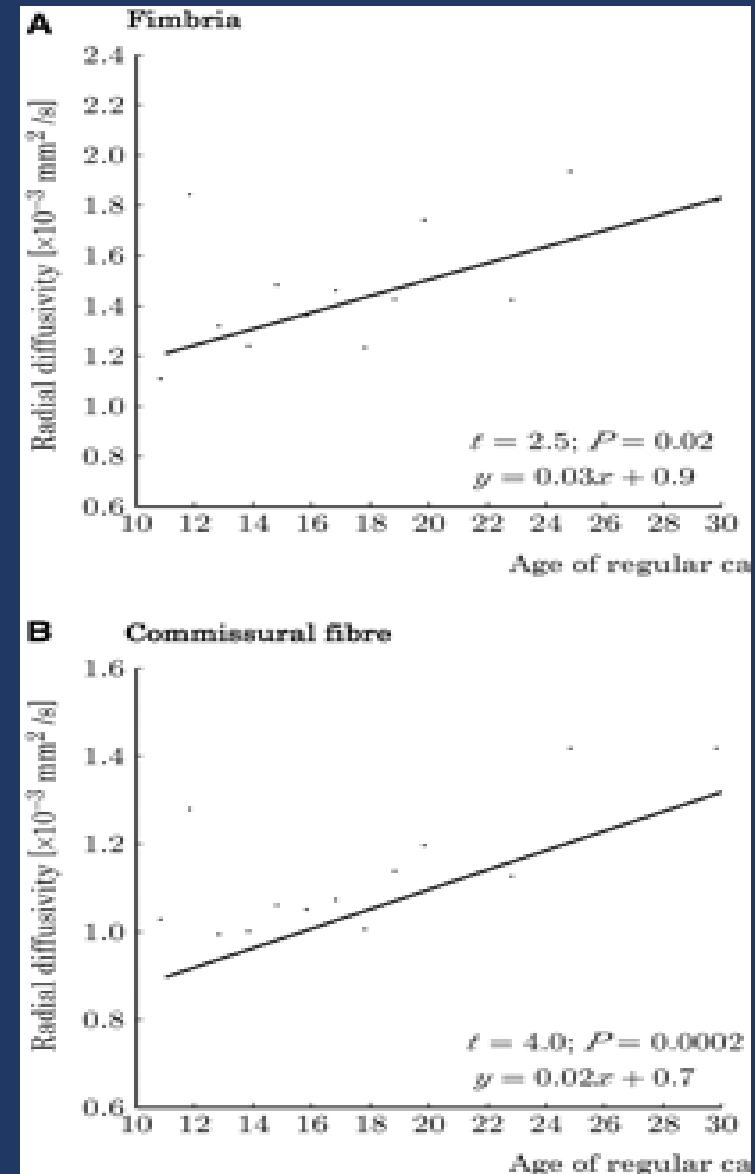 A Fimbria
Radial diffusivity [×10⁻³ mm² /s]
2.4
2.2
2.0
1.8
1.6
1.4
1.2
1.0
0.8
0.6
t = 2.5; P = 0.02
y = 0.03x + 0.9
10 12 14 16 18 20 22 24 26 28 30
Age of regular ca
B Commissural fibre
Radial diffusivity [×10⁻³ mm² /s]
1.6
1.4
1.2
1.0
0.8
0.6
t = 4.0; P = 0.0002
y = 0.02x + 0.7
10 12 14 16 18 20 22 24 26 28 30
Age of regular ca